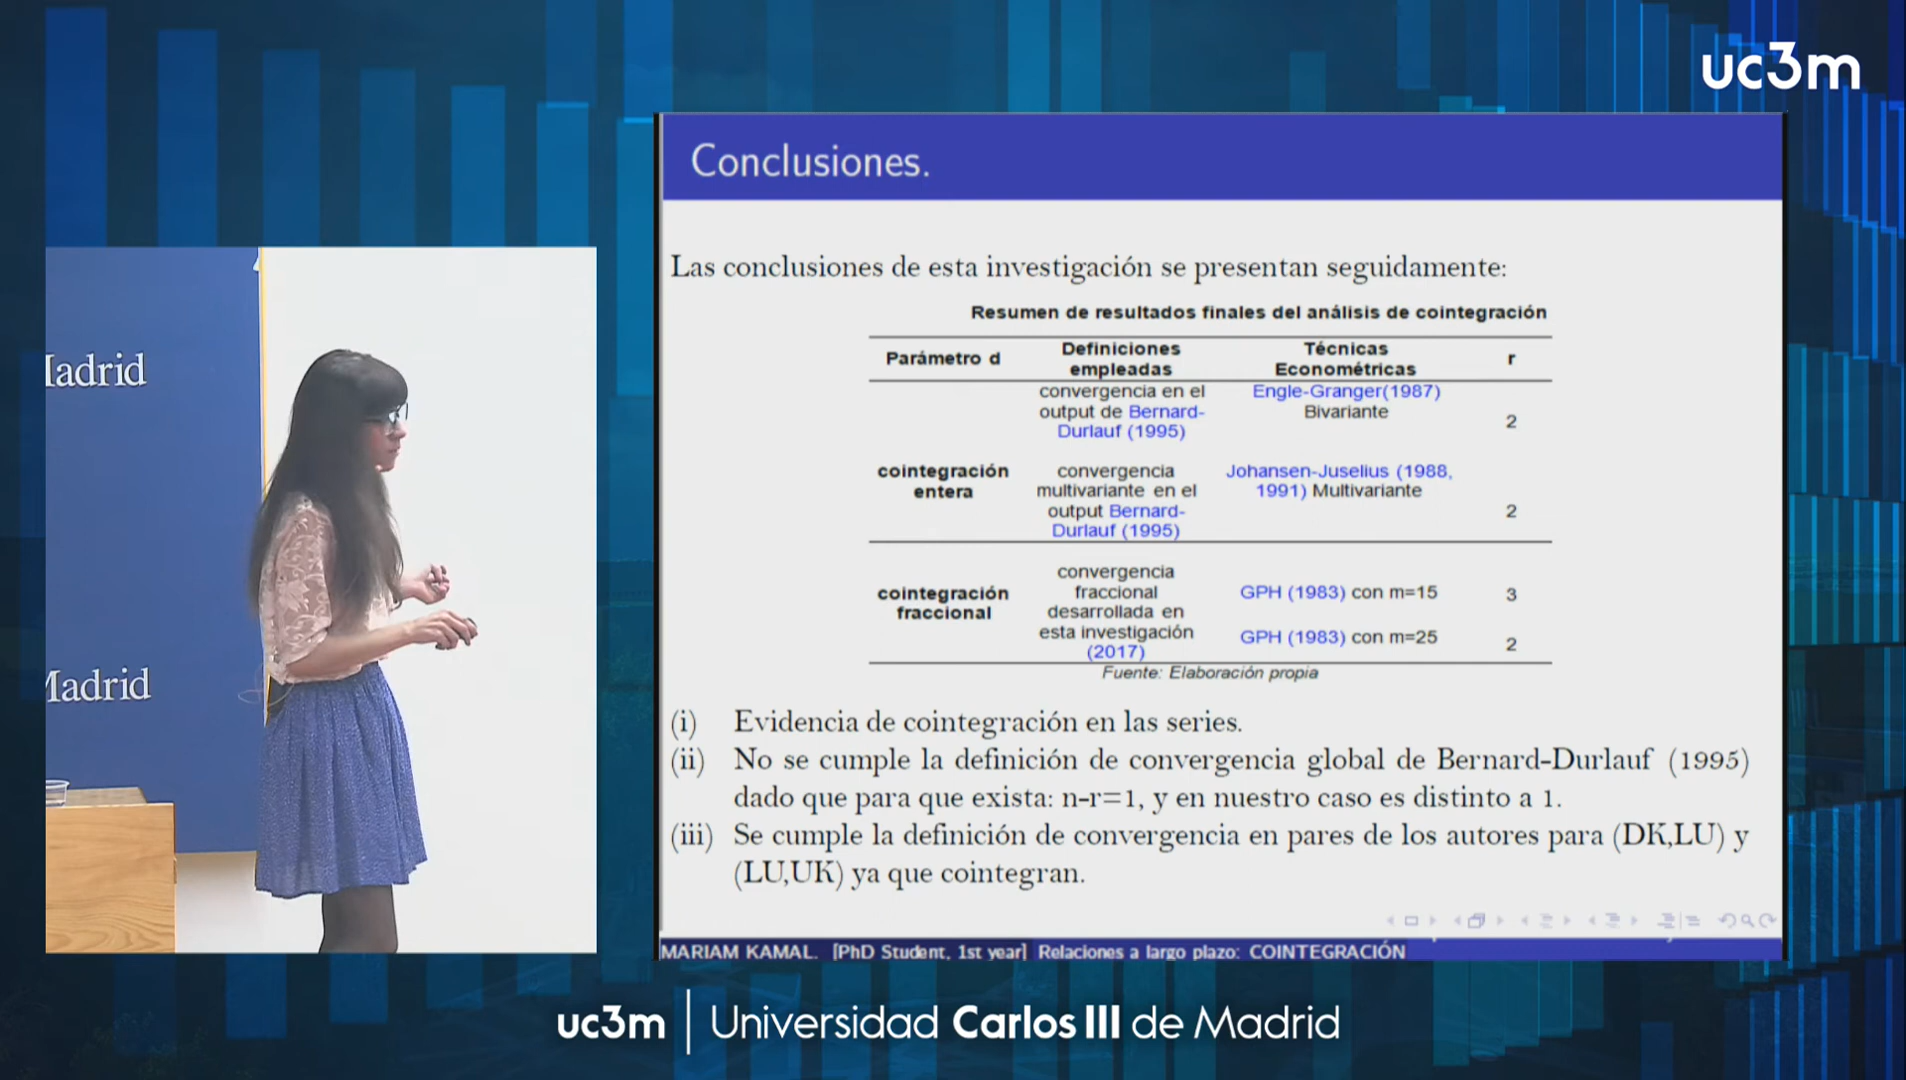 uc3m
Madrid
Madrid
Conclusiones.
Las conclusiones de esta investigación se presentan seguidamente:
Resumen de resultados finales del análisis de cointegración
Parámetro d
Definiciones
empleadas
Técnicas
Econométricas
r
convergencia en el
output de Bernard-
Durlauf (1995)
Engle-Granger(1987)
Bivariante
2
cointegración
entera
convergencia
multivariante en el
output Bernard-
Durlauf (1995)
Johansen-Juselius (1988,
1991) Multivariante
2
cointegración
fraccional
convergencia
fraccional
desarrollada en
esta investigación
(2017)
GPH (1983) con m=15
3
GPH (1983) con m=25
2
Fuente: Elaboración propia
(i) Evidencia de cointegración en las series.
(ii) No se cumple la definición de convergencia global de Bernard-Durlauf (1995)
dado que para que exista: n-r=1, y en nuestro caso es distinto a 1.
(iii) Se cumple la definición de convergencia en pares de los autores para (DK,LU) y
(LU,UK) ya que cointegran.
MARIAM KAMAL. [PhD Student, 1st year] Relaciones a largo plazo: COINTEGRACIÓN
uc3m | Universidad Carlos III de Madrid